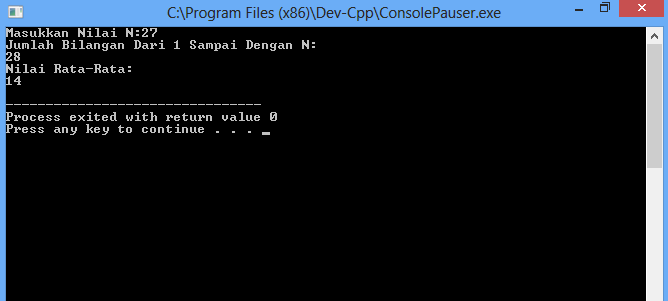 C:\Program Files (x86)\Dev-Cpp\ConsolePauser.exe
Masukkan Nilai N:27
Jumlah Bilangan Dari 1 Sampai Dengan N:
28
Nilai Rata-Rata:
14
--------------------------------
Process exited with return value 0
Press any key to continue . . . _